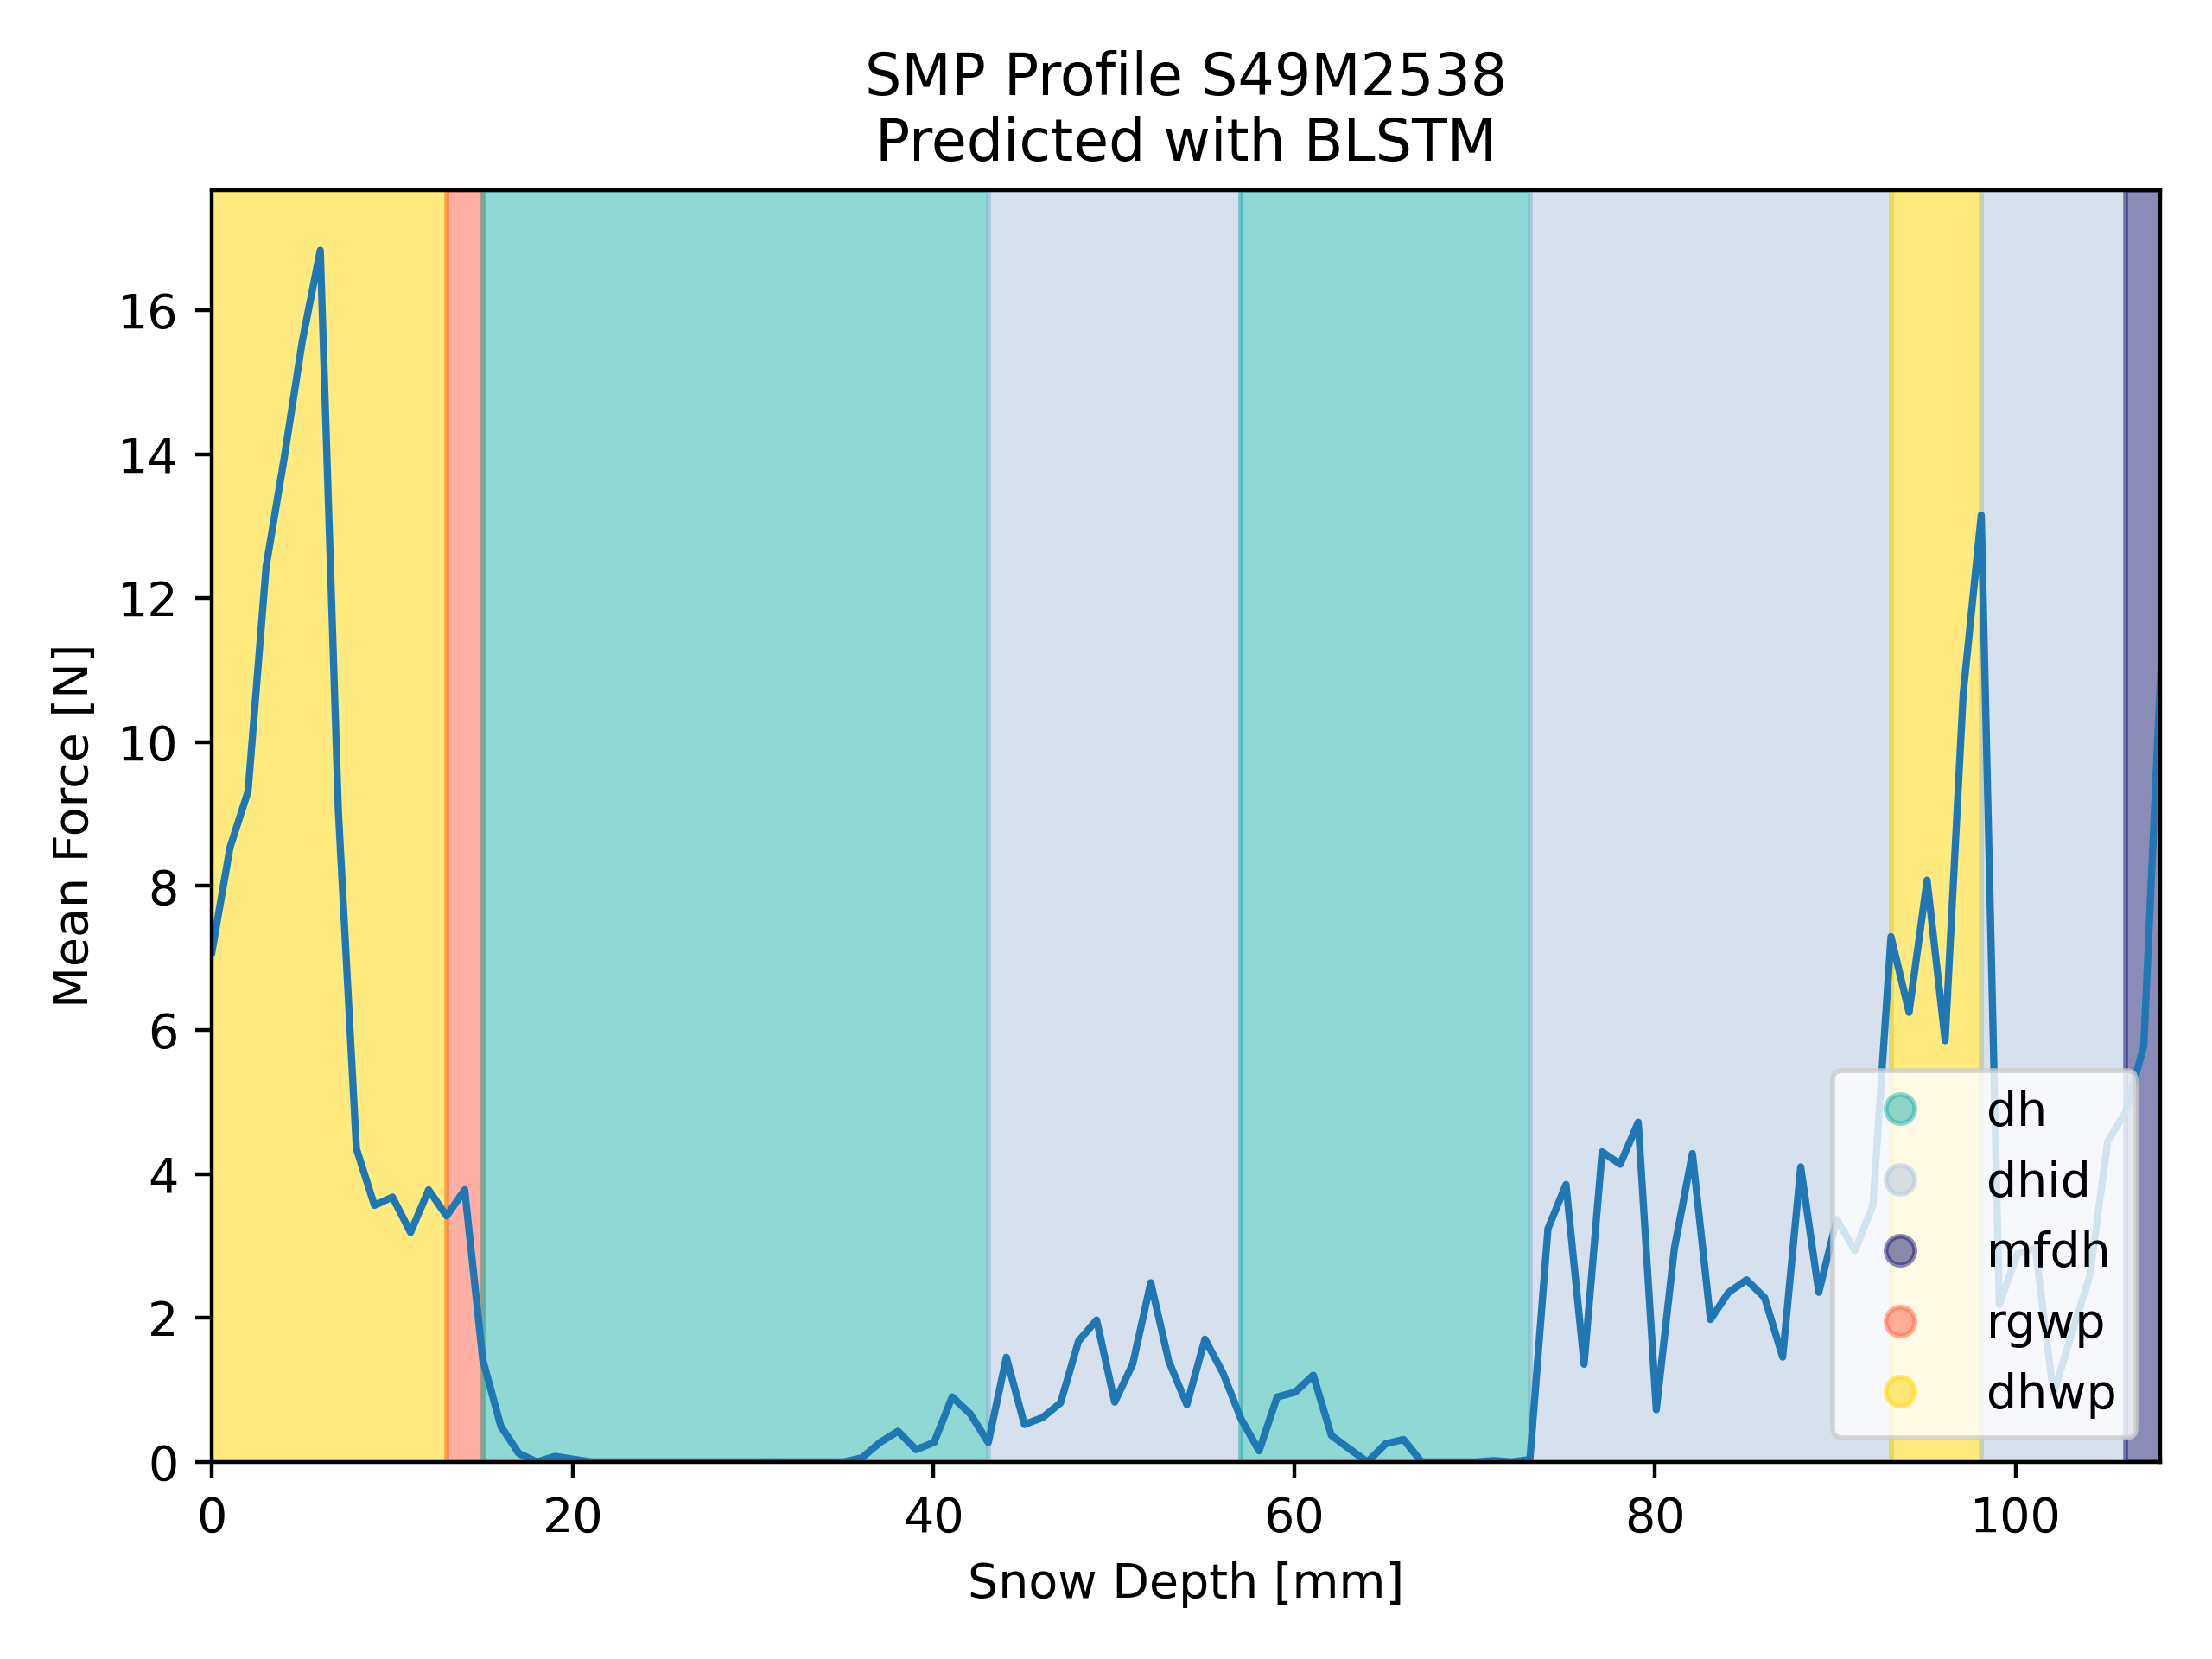 SMP Profile S49M2538
Predicted with BLSTM
Mean Force [N]
16
14
12
10
8
6
4
2
0
dh
dhid
mfdh
rgwp
dhwp
0 20 40 60 80 100
Snow Depth [mm]